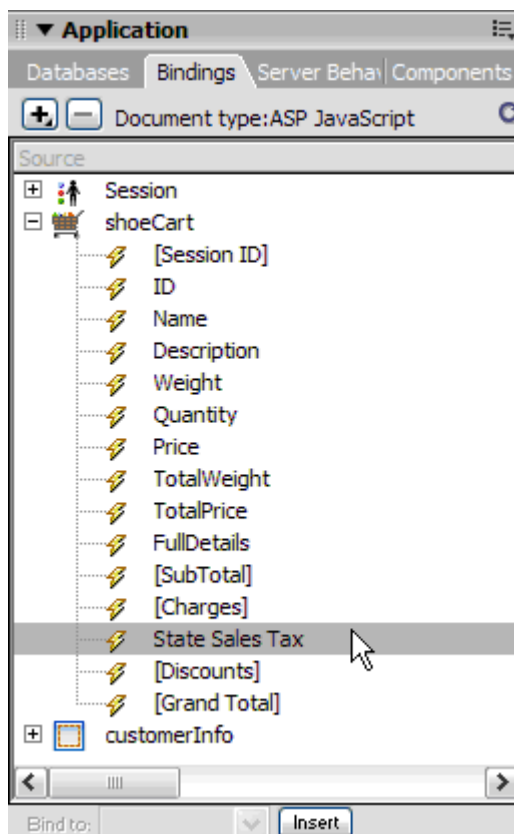 Application
Databases Bindings Server Behav Components
Document type:ASP JavaScript
Source
Session
shoeCart
[Session ID]
ID
Name
Description
Weight
Quantity
Price
TotalWeight
TotalPrice
FullDetails
[SubTotal]
[Charges]
State Sales Tax
[Discounts]
[Grand Total]
customerInfo
Bind to: Insert